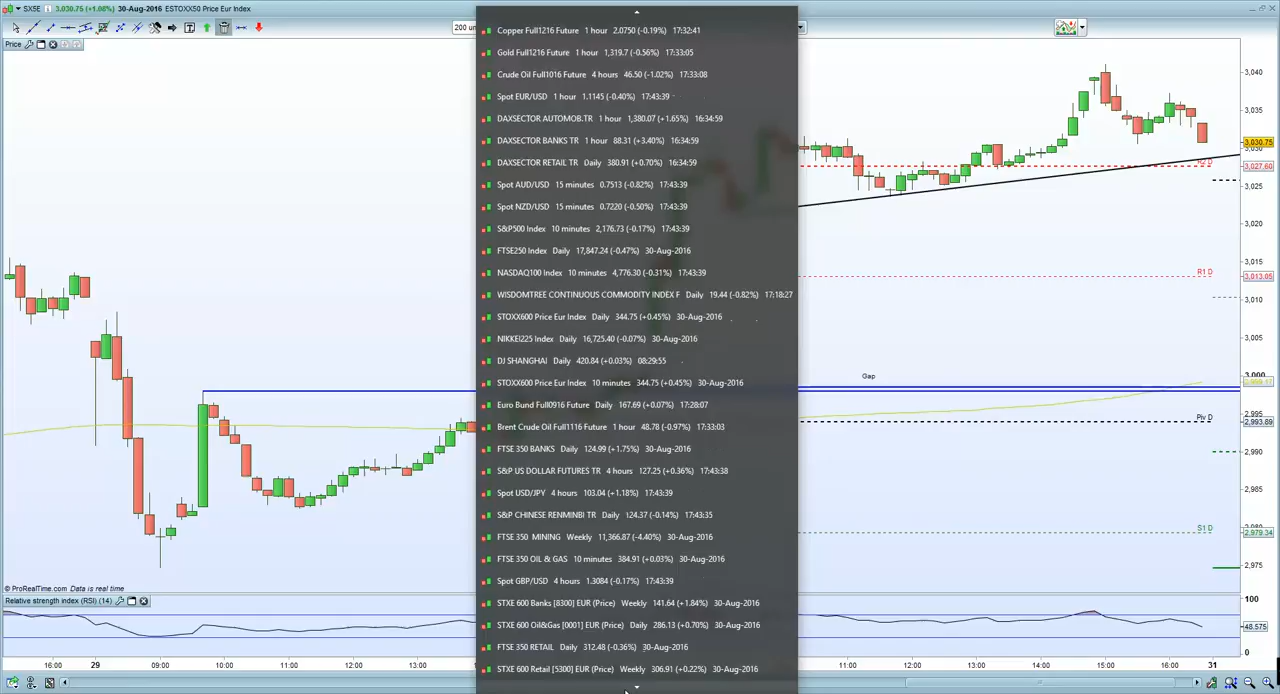 SX5E 3,030.75 (+1.08%) 30-Aug-2016 ESTOXX50 Price Eur Index
200 un
Price
Copper Full1216 Future 1 hour 2.0750 (-0.19%) 17:32:41
Gold Full1216 Future 1 hour 1,319.7 (-0.56%) 17:33:05
Crude Oil Full1016 Future 4 hours 46.50 (-1.02%) 17:33:08
Spot EUR/USD 1 hour 1.1145 (-0.40%) 17:43:39
DAXSECTOR AUTOMOB.TR 1 hour 1,380.07 (+1.65%) 16:34:59
DAXSECTOR BANKS TR 1 hour 88.31 (+3.40%) 16:34:59
DAXSECTOR RETAIL TR Daily 380.91 (+0.70%) 16:34:59
Spot AUD/USD 15 minutes 0.7513 (-0.82%) 17:43:39
Spot NZD/USD 15 minutes 0.7220 (-0.50%) 17:43:39
S&P500 Index 10 minutes 2,176.73 (-0.17%) 17:43:39
FTSE250 Index Daily 17,847.24 (-0.47%) 30-Aug-2016
NASDAQ100 Index 10 minutes 4,776.30 (-0.31%) 17:43:39
WISDOMTREE CONTINUOUS COMMODITY INDEX F Daily 19.44 (-0.82%) 17:18:27
STOXX600 Price Eur Index Daily 344.75 (+0.45%) 30-Aug-2016
NIKKEI225 Index Daily 16,725.40 (-0.07%) 30-Aug-2016
DJ SHANGHAI Daily 420.84 (+0.03%) 08:29:55
STOXX600 Price Eur Index 10 minutes 344.75 (+0.45%) 30-Aug-2016
Euro Bund Full0916 Future Daily 167.69 (+0.07%) 17:28:07
Brent Crude Oil Full1116 Future 1 hour 48.78 (-0.97%) 17:33:03
FTSE 350 BANKS Daily 124.99 (+1.75%) 30-Aug-2016
S&P US DOLLAR FUTURES TR 4 hours 127.25 (+0.36%) 17:43:38
Spot USD/JPY 4 hours 103.04 (+1.18%) 17:43:39
S&P CHINESE RENMINBI TR Daily 124.37 (-0.14%) 17:43:35
FTSE 350 MINING Weekly 11,366.87 (-4.40%) 30-Aug-2016
FTSE 350 OIL & GAS 10 minutes 384.91 (+0.03%) 30-Aug-2016
Spot GBP/USD 4 hours 1.3084 (-0.17%) 17:43:39
STXE 600 Banks [8300] EUR (Price) Weekly 141.64 (+1.84%) 30-Aug-2016
STXE 600 Oil&Gas [0001] EUR (Price) Daily 286.13 (+0.70%) 30-Aug-2016
FTSE 350 RETAIL Daily 312.48 (-0.36%) 30-Aug-2016
STXE 600 Retail [5300] EUR (Price) Weekly 306.91 (+0.22%) 30-Aug-2016
3,040
3,035
3,030.75
R2 D 3,027.60
3,025
3,020
3,015
R1 D 3,013.05
3,010
3,005
Gap
3,000
2,995
Piv D 2,993.89
2,990
2,985
S1 D 2,979.34
2,975
© ProRealTime.com Data is real time
Relative strength index (RSI) (14)
100
48.575
0
16:00 29 09:00 10:00 11:00 12:00 13:00 11:00 12:00 13:00 14:00 15:00 16:00 31